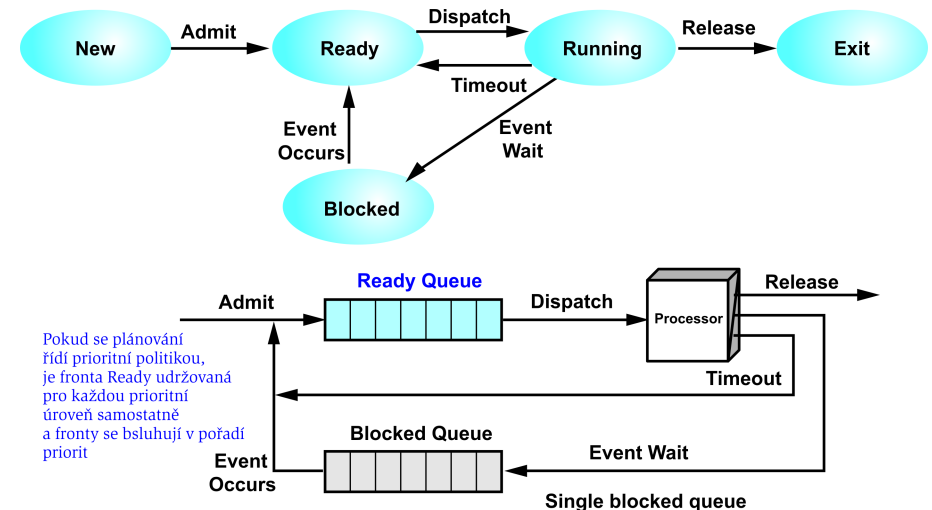 Dispatch
Release
Admit
New
Ready
Running
Exit
Timeout
Event
Occurs
Event
Wait
Blocked
Ready Queue
Admit
Dispatch
Release
Processor
Pokud se plánování
řídí prioritní politikou,
je fronta Ready udržovaná
pro každou prioritní
úroveň samostatně
a fronty se bsluhují v pořadí
priorit
Timeout
Blocked Queue
Event
Occurs
Event Wait
Single blocked queue